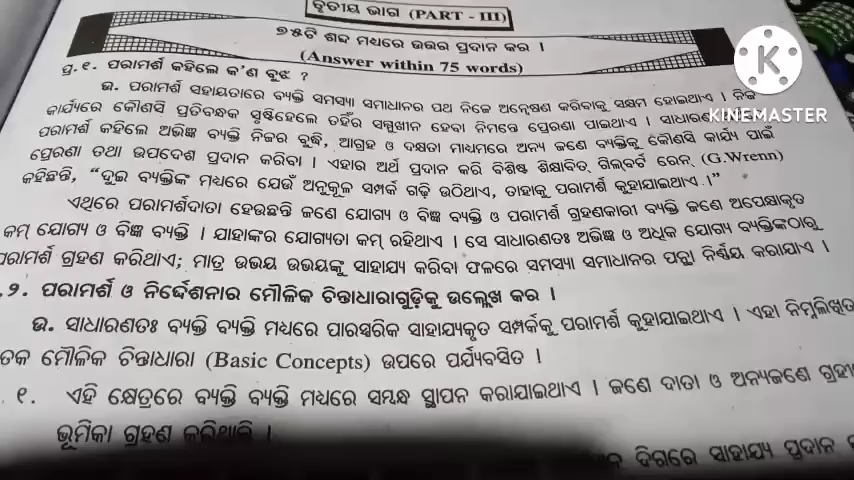 ତୃତୀୟ ଭାଗ (PART - III)
୭୫ଟି ଶବ୍ଦ ମଧ୍ୟରେ ଉତ୍ତର ପ୍ରଦାନ କର ।
(Answer within 75 words)
ପ୍ର.୧. ପରାମର୍ଶ କହିଲେ କ'ଣ ବୁଝ ?
ଉ. ପରାମର୍ଶ ସହାୟତାରେ ବ୍ୟକ୍ତି ସମସ୍ୟା ସମାଧାନର ପଥ ନିଜେ ଅନ୍ୱେଷଣ କରିବାକୁ ସକ୍ଷମ ହୋଇଥାଏ । ନିଜ
କାର୍ଯ୍ୟରେ କୌଣସି ପ୍ରତିବନ୍ଧକ ସୃଷ୍ଟିହେଲେ ତହିଁର ସମ୍ମୁଖୀନ ହେବା ନିମନ୍ତେ ପ୍ରେରଣା ପାଇଥାଏ ।
ପରାମର୍ଶ କହିଲେ ଅଭିଜ୍ଞ ବ୍ୟକ୍ତି ନିଜର ବୁଦ୍ଧି, ଆଗ୍ରହ ଓ ଦକ୍ଷତା ମାଧ୍ୟମରେ ଅନ୍ୟ ଜଣେ ବ୍ୟକ୍ତିକୁ କୌଣସି କାର୍ଯ୍ୟ ପାଇଁ
ପ୍ରେରଣା ତଥା ଉପଦେଶ ପ୍ରଦାନ କରିବା । ଏହାର ଅର୍ଥ ପ୍ରଦାନ କରି ବିଶିଷ୍ଟ ଶିକ୍ଷାବିତ୍ ଗିଲ୍‌ବର୍ଟ ରେନ୍ (G.Wrenn)
କହିଛନ୍ତି, “ଦୁଇ ବ୍ୟକ୍ତିଙ୍କ ମଧ୍ୟରେ ଯେଉଁ ଅନୁକୂଳ ସମ୍ପର୍କ ଗଢ଼ି ଉଠିଥାଏ, ତାହାକୁ ପରାମର୍ଶ କୁହାଯାଇଥାଏ ।”
ଏଥିରେ ପରାମର୍ଶଦାତା ହେଉଛନ୍ତି ଜଣେ ଯୋଗ୍ୟ ଓ ବିଜ୍ଞ ବ୍ୟକ୍ତି ଓ ପରାମର୍ଶ ଗ୍ରହଣକାରୀ ବ୍ୟକ୍ତି ଜଣେ ଅପେକ୍ଷାକୃତ
କମ୍ ଯୋଗ୍ୟ ଓ ବିଜ୍ଞ ବ୍ୟକ୍ତି । ଯାହାଙ୍କର ଯୋଗ୍ୟତା କମ୍ ରହିଥାଏ । ସେ ସାଧାରଣତଃ ଅଭିଜ୍ଞ ଓ ଅଧିକ ଯୋଗ୍ୟ ବ୍ୟକ୍ତିଙ୍କଠାରୁ
ପରାମର୍ଶ ଗ୍ରହଣ କରିଥାଏ; ମାତ୍ର ଉଭୟ ଉଭୟଙ୍କୁ ସାହାଯ୍ୟ କରିବା ଫଳରେ ସମସ୍ୟା ସମାଧାନର ପନ୍ଥା ନିର୍ଣ୍ଣୟ କରାଯାଏ ।
.୨. ପରାମର୍ଶ ଓ ନିର୍ଦ୍ଦେଶନାର ମୌଳିକ ଚିନ୍ତାଧାରାଗୁଡ଼ିକୁ ଉଲ୍ଲେଖ କର ।
ଉ. ସାଧାରଣତଃ ବ୍ୟକ୍ତି ବ୍ୟକ୍ତି ମଧ୍ୟରେ ପାରସ୍ପରିକ ସାହାଯ୍ୟକୃତ ସମ୍ପର୍କକୁ ପରାମର୍ଶ କୁହାଯାଇଥାଏ । ଏହା ନିମ୍ନଲିଖିତ
ତକ ମୌଳିକ ଚିନ୍ତାଧାରା (Basic Concepts) ଉପରେ ପର୍ଯ୍ୟବସିତ ।
୧. ଏହି କ୍ଷେତ୍ରରେ ବ୍ୟକ୍ତି ବ୍ୟକ୍ତି ମଧ୍ୟରେ ସମ୍ବନ୍ଧ ସ୍ଥାପନ କରାଯାଇଥାଏ । ଜଣେ ଦାତା ଓ ଅନ୍ୟଜଣେ
ଭୂମିକା ଗ୍ରହଣ କରିଥାନ୍ତି ।
ଦିଗରେ ସାହାଯ୍ୟ ପ୍ରଦାନ
KINEMASTER